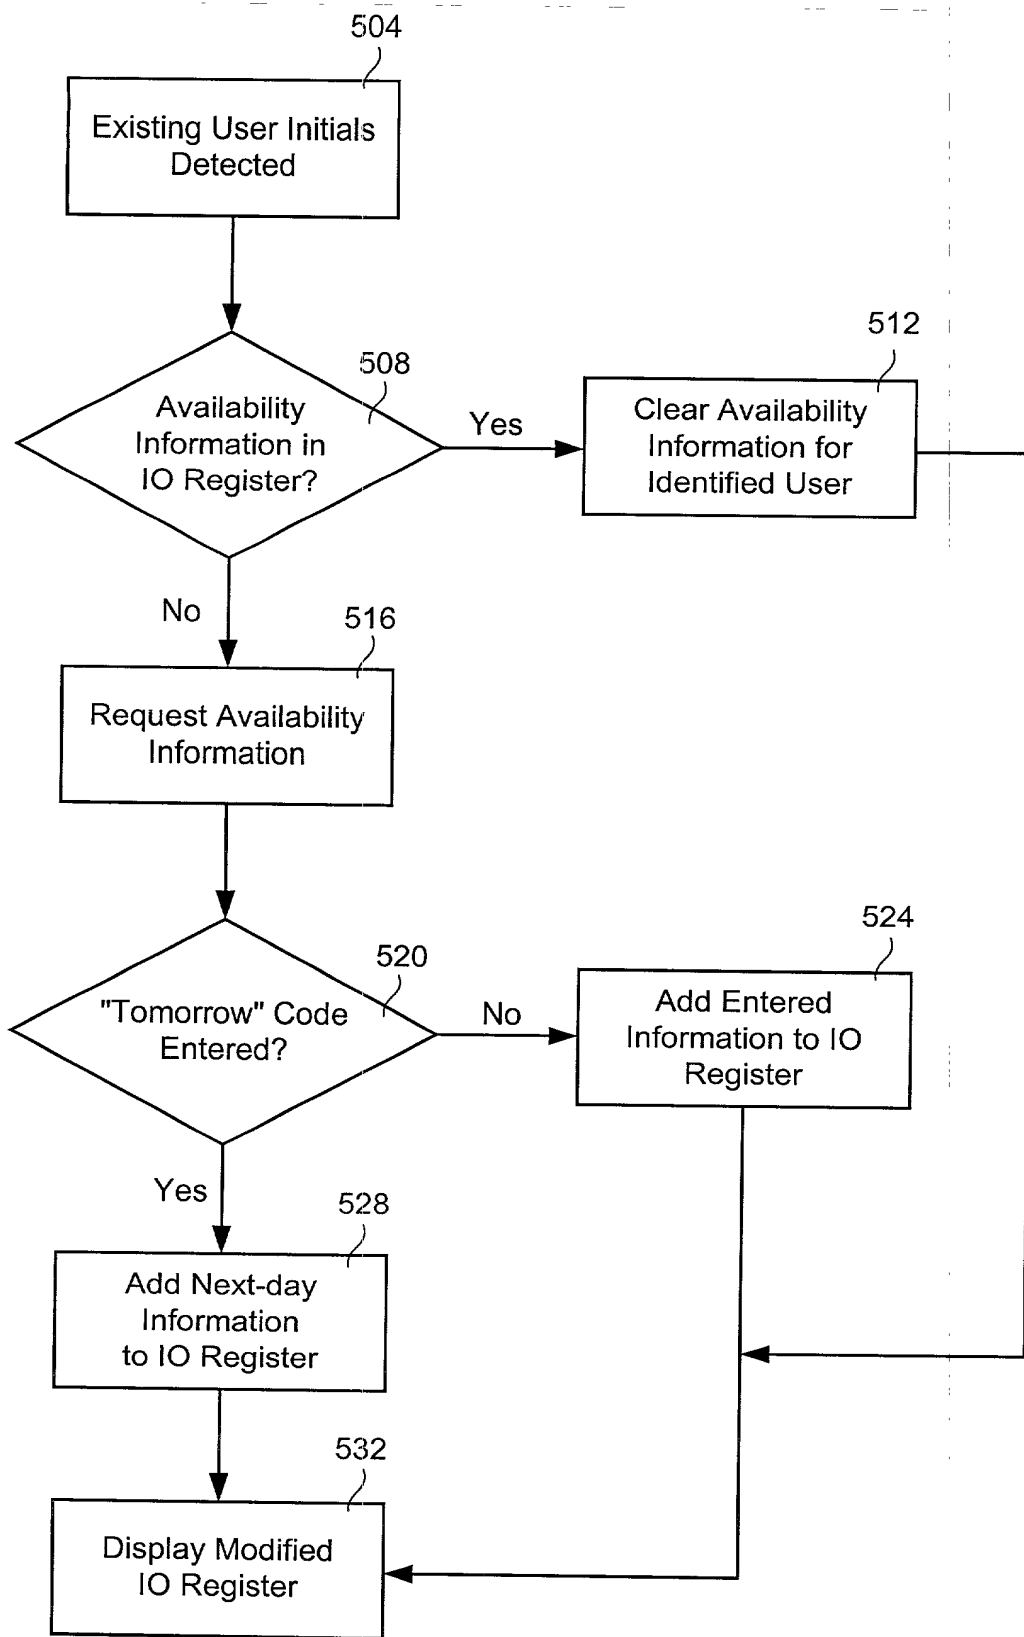 504
Existing User Initials
Detected
508
Availability
Information in
IO Register?
Yes
512
Clear Availability
Information for
Identified User
No
516
Request Availability
Information
520
"Tomorrow" Code
Entered?
No
524
Add Entered
Information to IO
Register
Yes
528
Add Next-day
Information
to IO Register
532
Display Modified
IO Register